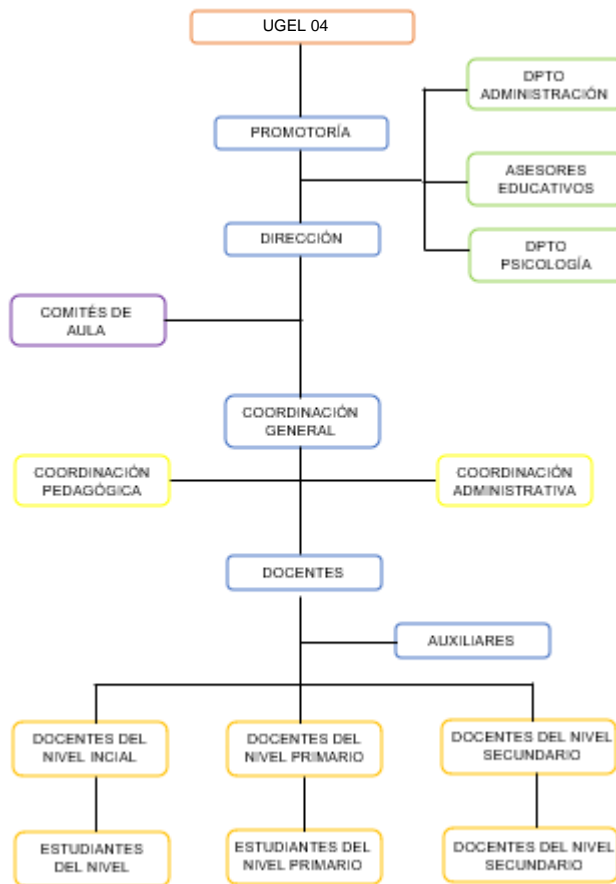 UGEL 04
DPTO
ADMINISTRACIÓN
PROMOTORÍA
ASESORES
EDUCATIVOS
DIRECCIÓN
DPTO
PSICOLOGÍA
COMITÉS DE
AULA
COORDINACIÓN
GENERAL
COORDINACIÓN
PEDAGÓGICA
COORDINACIÓN
ADMINISTRATIVA
DOCENTES
AUXILIARES
DOCENTES DEL
NIVEL INCIAL
DOCENTES DEL
NIVEL PRIMARIO
DOCENTES DEL NIVEL
SECUNDARIO
ESTUDIANTES
DEL NIVEL
ESTUDIANTES DEL
NIVEL PRIMARIO
DOCENTES DEL NIVEL
SECUNDARIO